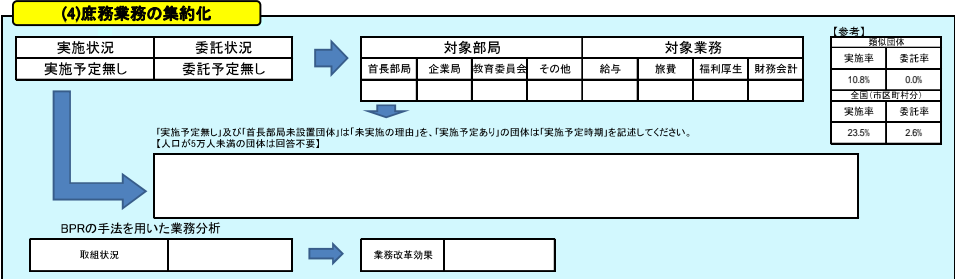 (4)庶務業務の集約化
【参考】
実施状況 委託状況
実施予定無し 委託予定無し
対象部局 対象業務
首長部局 企業局 教育委員会 その他 給与 旅費 福利厚生 財務会計
類似団体
実施率 委託率
10.8% 0.0%
全国(市区町村分)
実施率 委託率
23.5% 2.6%
「実施予定無し」及び「首長部局未設置団体」は「未実施の理由」を、「実施予定あり」の団体は「実施予定時期」を記述してください。
【人口が5万人未満の団体は回答不要】
BPRの手法を用いた業務分析
取組状況 業務改革効果